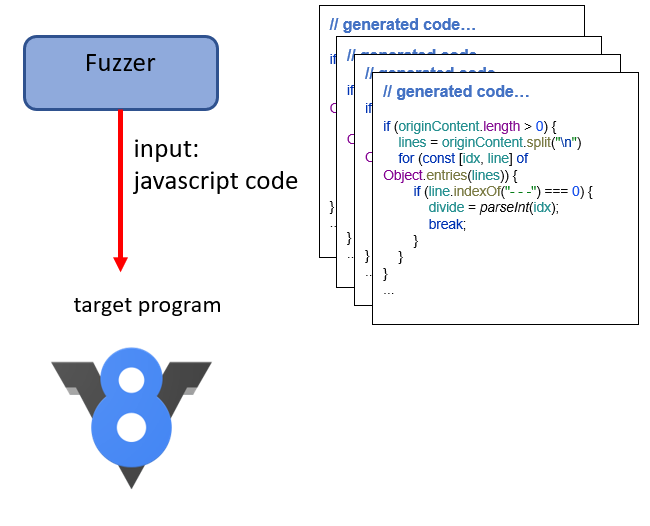 Fuzzer
input:
javascript code
target program
8
// generated code…
if
O
}
...
// generated code
if
O
}
...
// generated code
if
O
}
...
// generated code…
if (originContent.length > 0) {
lines = originContent.split("\n")
for (const [idx, line] of
Object.entries(lines)) {
if (line.indexOf("- - -") === 0) {
divide = parseInt(idx);
break;
}
}
}
...